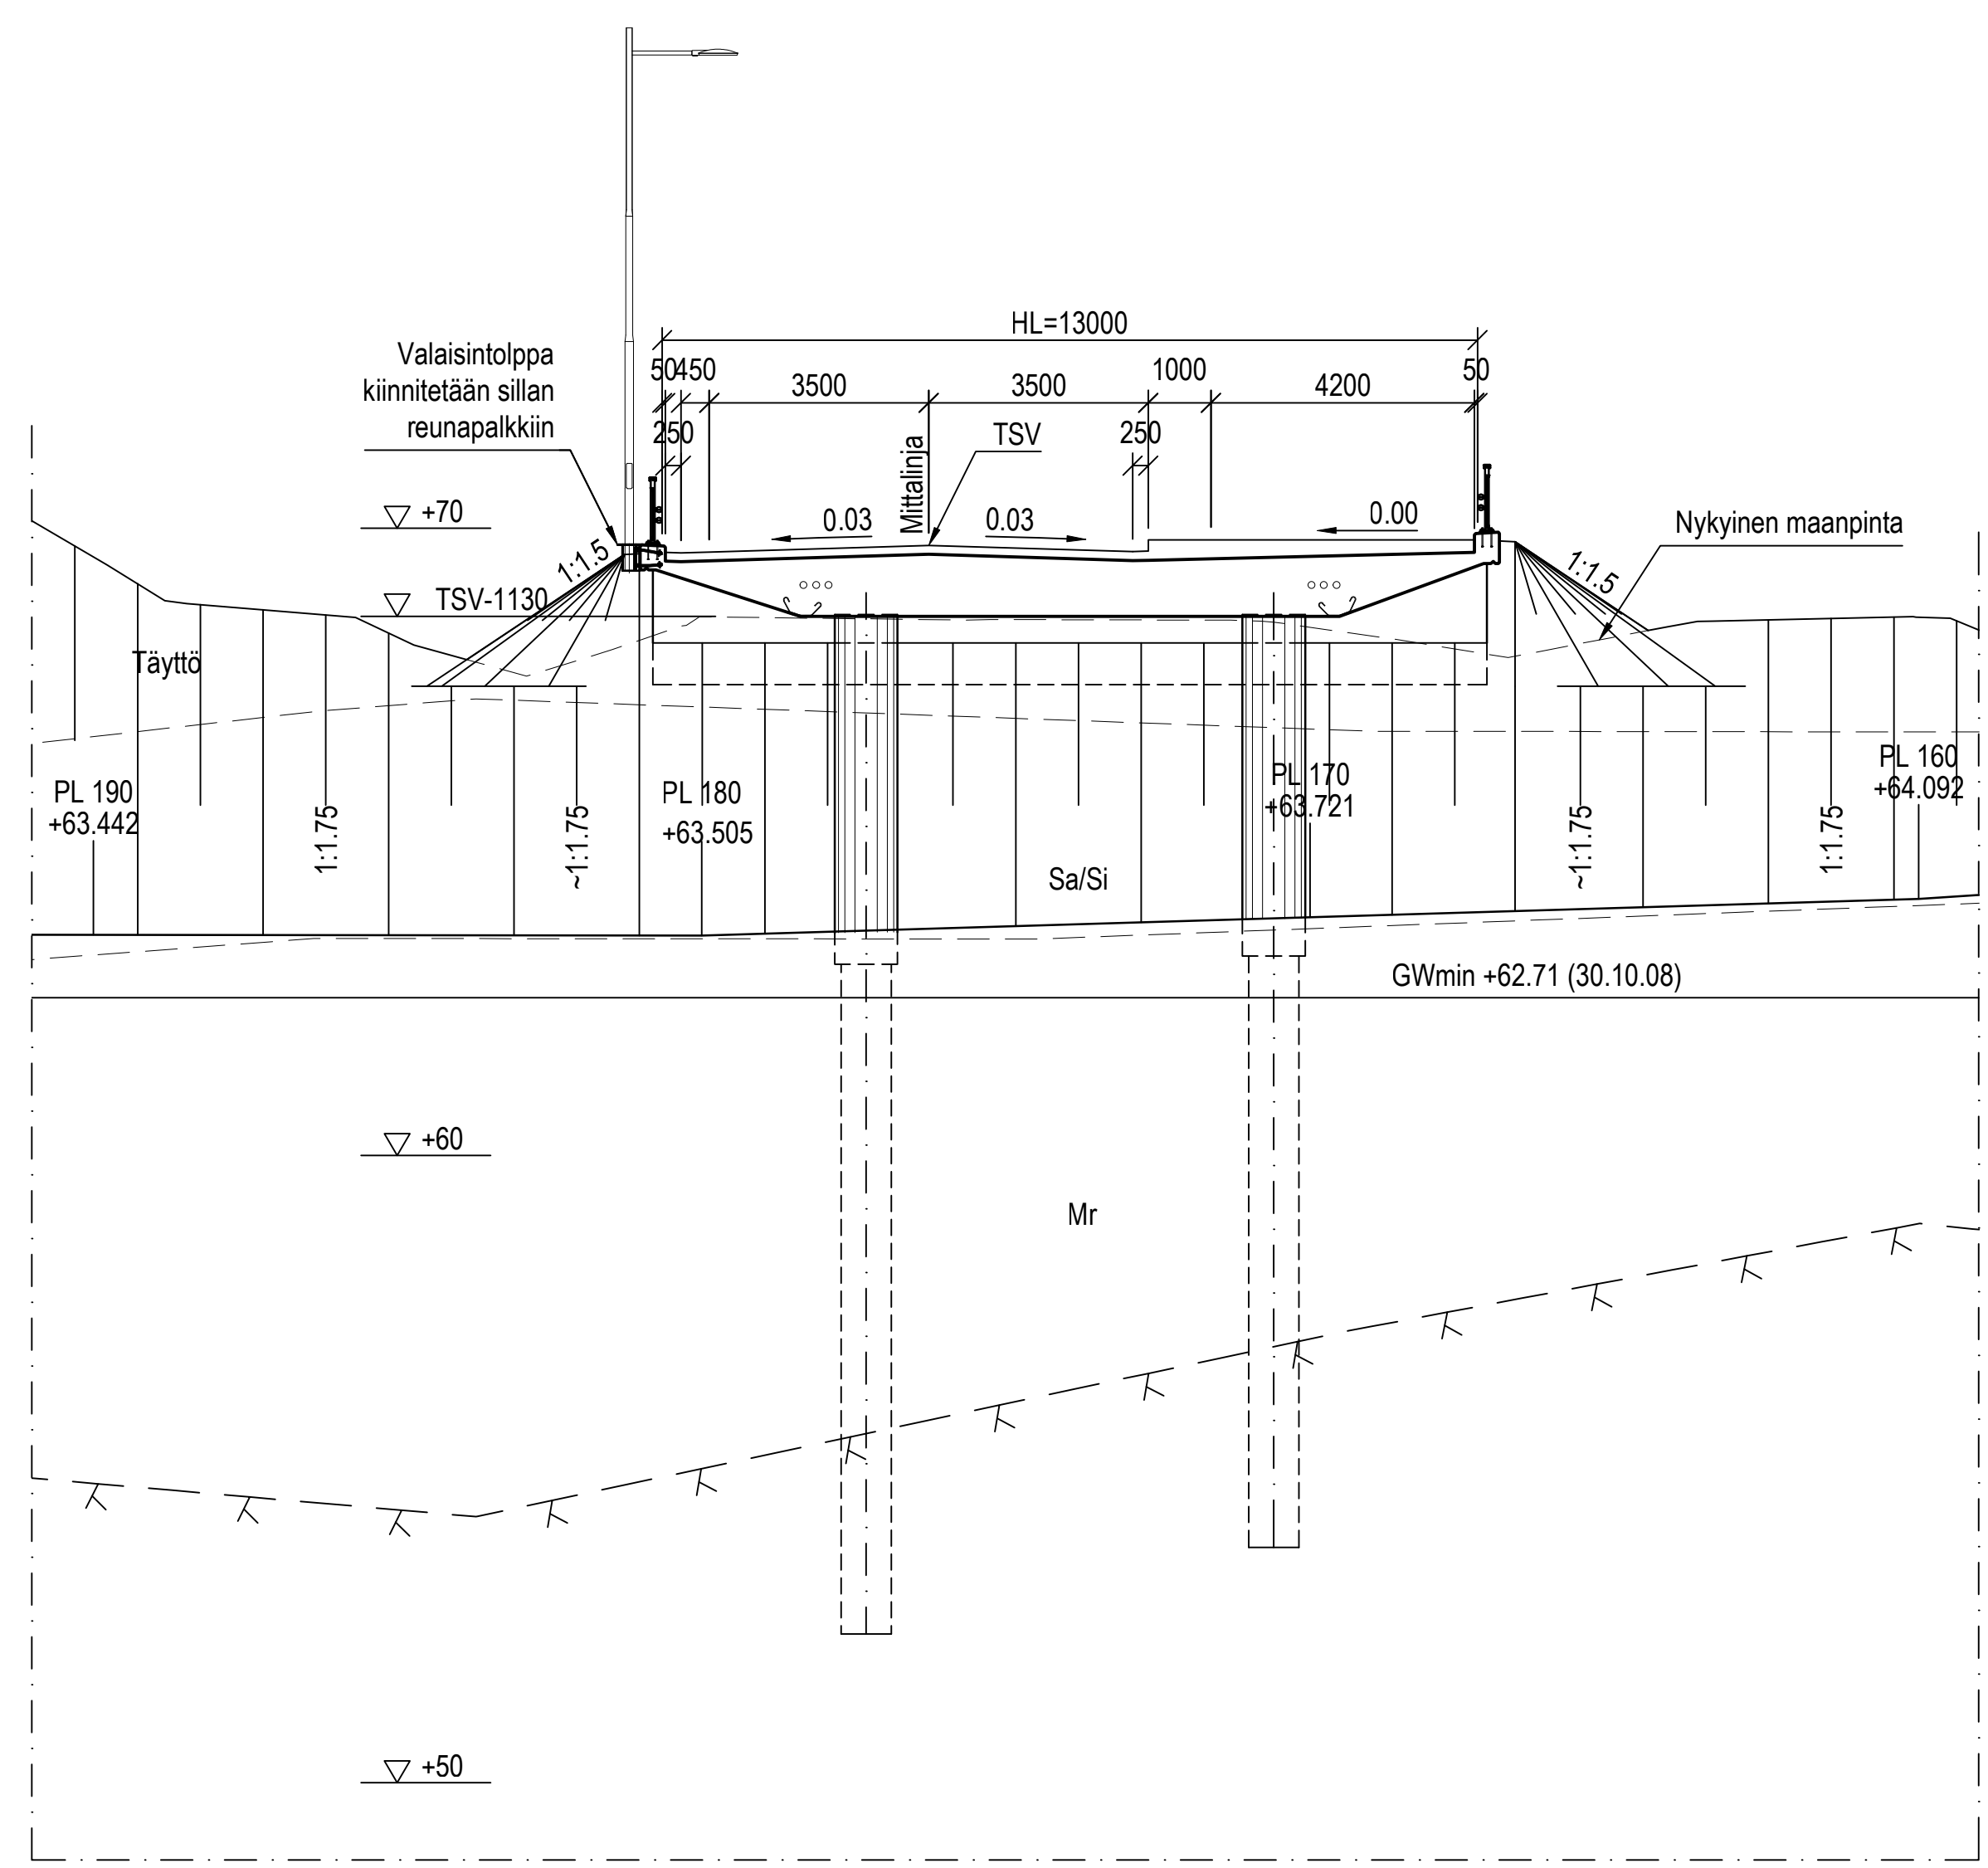 HL=13000
Valaisintolppa
kiinnitetään sillan
reunapalkkiin
50
450
3500
3500
1000
4200
50
250
Mittalinja
TSV
250
+70
0.03
0.03
0.00
Nykyinen maanpinta
1:1.5
1:1.5
TSV-1130
Täyttö
PL 190
+63.442
PL 180
+63.505
PL 170
+63.721
PL 160
+64.092
1:1.75
~1:1.75
~1:1.75
1:1.75
Sa/Si
GWmin +62.71 (30.10.08)
+60
Mr
+50